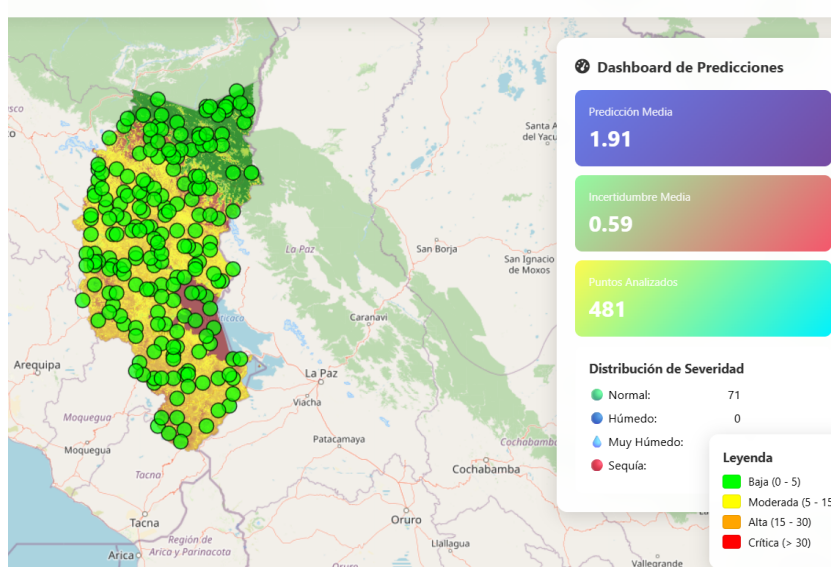 Dashboard de Predicciones
Predicción Media
1.91
Incertidumbre Media
0.59
Puntos Analizados
481
Distribución de Severidad
Normal: 71
Húmedo: 0
Muy Húmedo:
Sequía:
Leyenda
Baja (0 - 5)
Moderada (5 - 15
Alta (15 - 30)
Crítica (> 30)
Santa A
del Yacu
La Paz
San Borja
San Ignacio
de Moxos
Caranavi
Arequipa
La Paz
Viacha
Moquegua
Patacamaya
Cochabamba
Moquegua
Cochabamba
Tacna
Tacna
Oruro
Región de
Arica y Parinacota
Arica
Llallagua
Oruro
Vallegrande